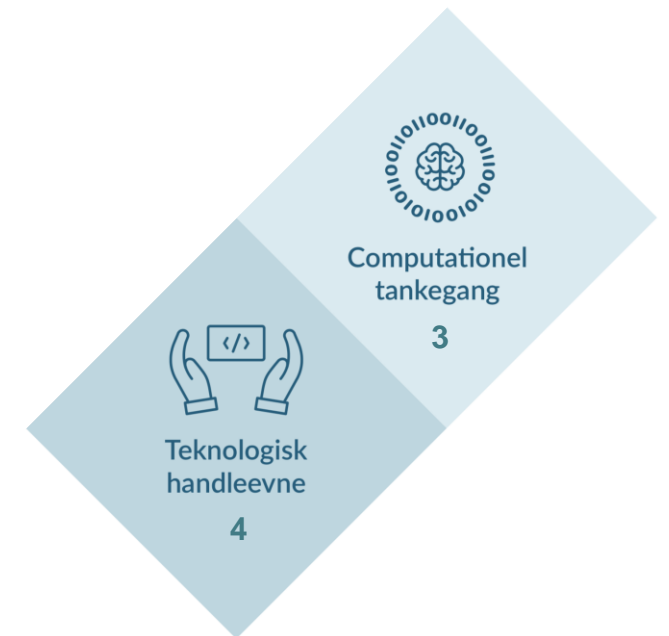 Computationel
tankegang
3
</>
Teknologisk
handleevne
4